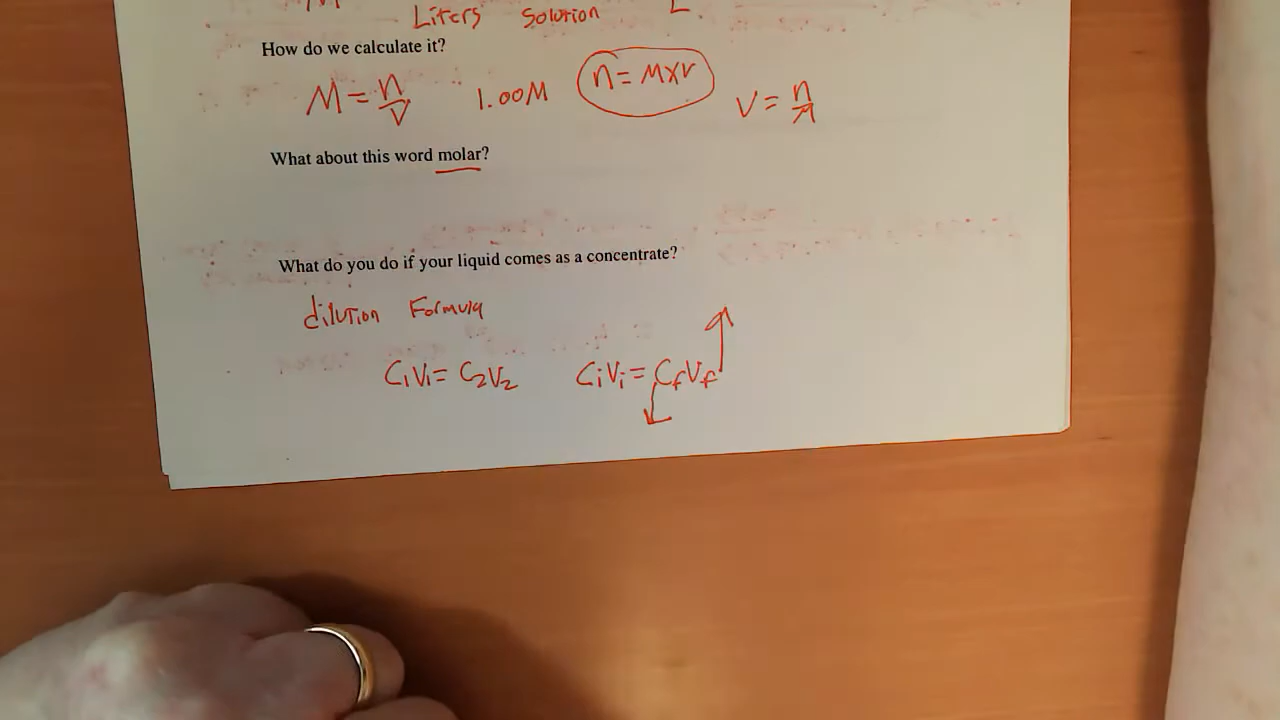 Liters Solution L
How do we calculate it?
M = n/V 1.00M n = M×V V = n/M
What about this word molar?
What do you do if your liquid comes as a concentrate?
dilution Formula
C₁V₁ = C₂V₂ CᵢVᵢ = C_fV_f